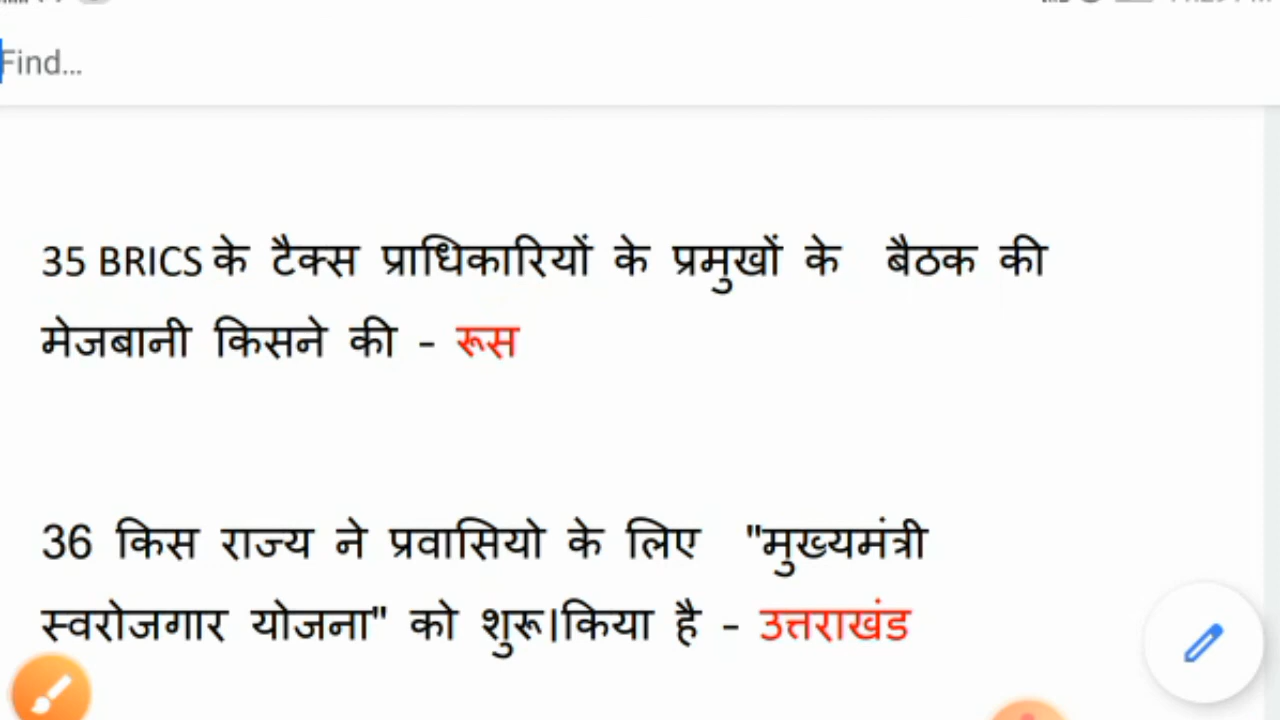 Find...
35 BRICS के टैक्स प्राधिकारियों के प्रमुखों के बैठक की
मेजबानी किसने की - रूस
36 किस राज्य ने प्रवासियो के लिए "मुख्यमंत्री
स्वरोजगार योजना" को शुरू।किया है - उत्तराखंड